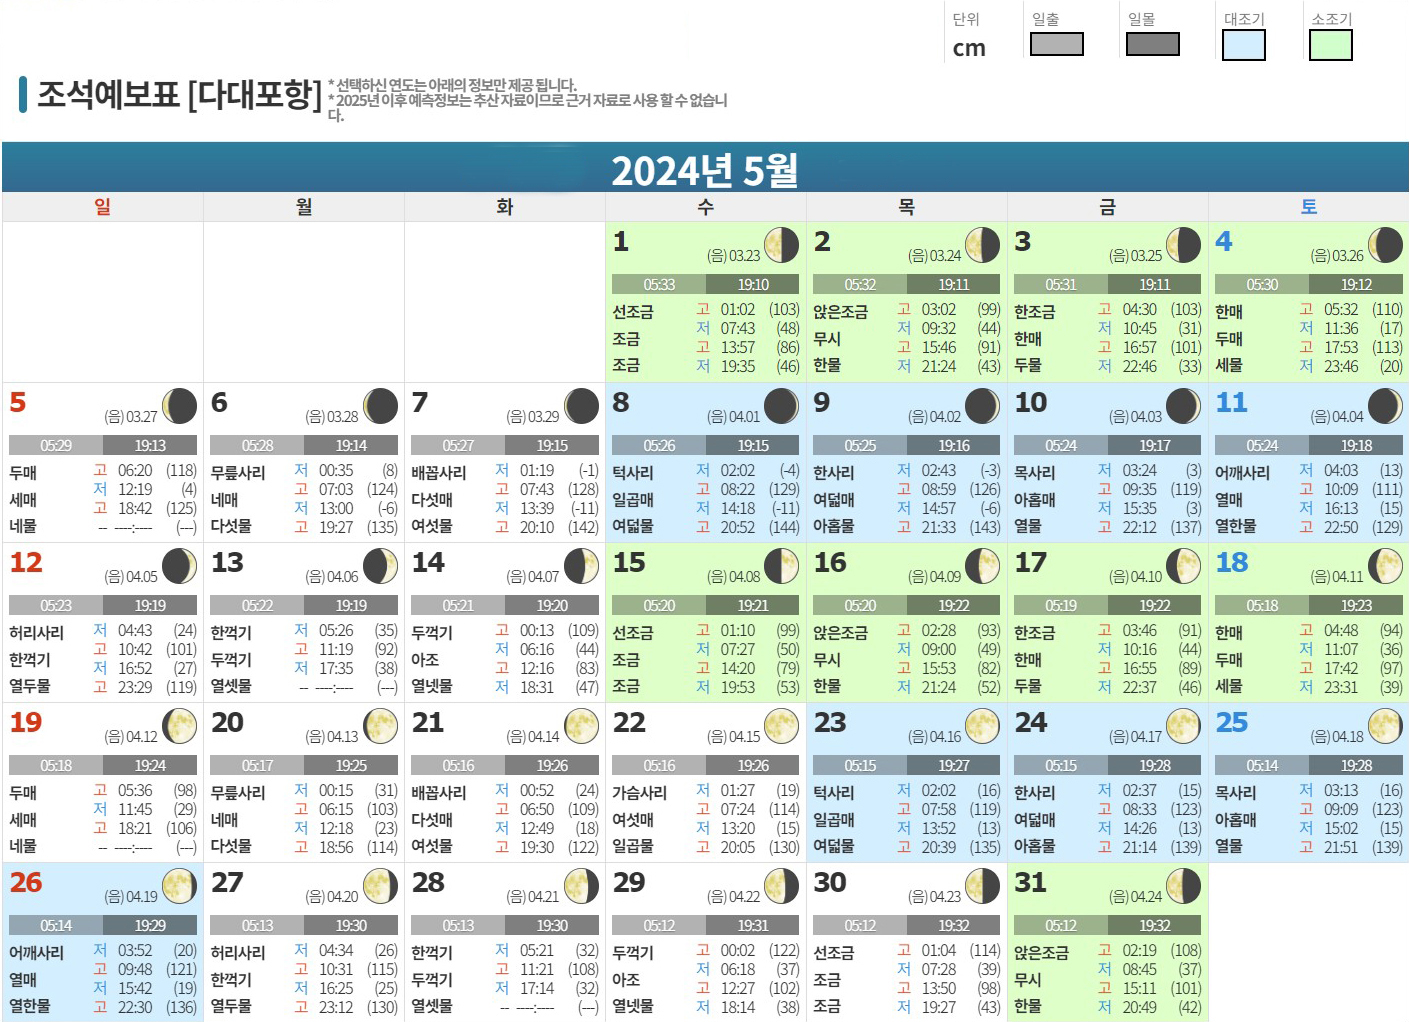 단위 일출 일몰 대조기 소조기
cm
조석예보표 [다대포항]
* 선택하신 연도는 아래의 정보만 제공 됩니다.
* 2025년 이후 예측정보는 추산 자료이므로 근거 자료로 사용 할 수 없습니
다.
2024년 5월
일 월 화 수 목 금 토
1 (음) 03.23
05:33 19:10
선조금 조금 조금
고 01:02 (103)
저 07:43 (48)
고 13:57 (86)
저 19:35 (46)
2 (음) 03.24
05:32 19:11
앉은조금 무시 한물
고 03:02 (99)
저 09:32 (44)
고 15:46 (91)
저 21:24 (43)
3 (음) 03.25
05:31 19:11
한조금 한매 두물
고 04:30 (103)
저 10:45 (31)
고 16:57 (101)
저 22:46 (33)
4 (음) 03.26
05:30 19:12
한매 두매 세물
고 05:32 (110)
저 11:36 (17)
고 17:53 (113)
저 23:46 (20)
5 (음) 03.27
05:29 19:13
두매 세매 네물
고 06:20 (118)
저 12:19 (4)
고 18:42 (125)
-- ----:---- (---)
6 (음) 03.28
05:28 19:14
무릎사리 네매 다섯물
저 00:35 (8)
고 07:03 (124)
저 13:00 (-6)
고 19:27 (135)
7 (음) 03.29
05:27 19:15
배꼽사리 다섯매 여섯물
저 01:19 (-1)
고 07:43 (128)
저 13:39 (-11)
고 20:10 (142)
8 (음) 04.01
05:26 19:15
턱사리 일곱매 여덟물
저 02:02 (-4)
고 08:22 (129)
저 14:18 (-11)
고 20:52 (144)
9 (음) 04.02
05:25 19:16
한사리 여덟매 아홉물
저 02:43 (-3)
고 08:59 (126)
저 14:57 (-6)
고 21:33 (143)
10 (음) 04.03
05:24 19:17
목사리 아홉매 열물
저 03:24 (3)
고 09:35 (119)
저 15:35 (3)
고 22:12 (137)
11 (음) 04.04
05:24 19:18
어깨사리 열매 열한물
저 04:03 (13)
고 10:09 (111)
저 16:13 (15)
고 22:50 (129)
12 (음) 04.05
05:23 19:19
허리사리 한꺽기 열두물
저 04:43 (24)
고 10:42 (101)
저 16:52 (27)
고 23:29 (119)
13 (음) 04.06
05:22 19:19
한꺽기 두꺽기 열셋물
저 05:26 (35)
고 11:19 (92)
저 17:35 (38)
-- ----:---- (---)
14 (음) 04.07
05:21 19:20
두꺽기 아조 열넷물
고 00:13 (109)
저 06:16 (44)
고 12:16 (83)
저 18:31 (47)
15 (음) 04.08
05:20 19:21
선조금 조금 조금
고 01:10 (99)
저 07:27 (50)
고 14:20 (79)
저 19:53 (53)
16 (음) 04.09
05:20 19:22
앉은조금 무시 한물
고 02:28 (93)
저 09:00 (49)
고 15:53 (82)
저 21:24 (52)
17 (음) 04.10
05:19 19:22
한조금 한매 두물
고 03:46 (91)
저 10:16 (44)
고 16:55 (89)
저 22:37 (46)
18 (음) 04.11
05:18 19:23
한매 두매 세물
고 04:48 (94)
저 11:07 (36)
고 17:42 (97)
저 23:31 (39)
19 (음) 04.12
05:18 19:24
두매 세매 네물
고 05:36 (98)
저 11:45 (29)
고 18:21 (106)
-- ----:---- (---)
20 (음) 04.13
05:17 19:25
무릎사리 네매 다섯물
저 00:15 (31)
고 06:15 (103)
저 12:18 (23)
고 18:56 (114)
21 (음) 04.14
05:16 19:26
배꼽사리 다섯매 여섯물
저 00:52 (24)
고 06:50 (109)
저 12:49 (18)
고 19:30 (122)
22 (음) 04.15
05:16 19:26
가슴사리 여섯매 일곱물
저 01:27 (19)
고 07:24 (114)
저 13:20 (15)
고 20:05 (130)
23 (음) 04.16
05:15 19:27
턱사리 일곱매 여덟물
저 02:02 (16)
고 07:58 (119)
저 13:52 (13)
고 20:39 (135)
24 (음) 04.17
05:15 19:28
한사리 여덟매 아홉물
저 02:37 (15)
고 08:33 (123)
저 14:26 (13)
고 21:14 (139)
25 (음) 04.18
05:14 19:28
목사리 아홉매 열물
저 03:13 (16)
고 09:09 (123)
저 15:02 (15)
고 21:51 (139)
26 (음) 04.19
05:14 19:29
어깨사리 열매 열한물
저 03:52 (20)
고 09:48 (121)
저 15:42 (19)
고 22:30 (136)
27 (음) 04.20
05:13 19:30
허리사리 한꺽기 열두물
저 04:34 (26)
고 10:31 (115)
저 16:25 (25)
고 23:12 (130)
28 (음) 04.21
05:13 19:30
한꺽기 두꺽기 열셋물
저 05:21 (32)
고 11:21 (108)
저 17:14 (32)
-- ----:---- (---)
29 (음) 04.22
05:12 19:31
두꺽기 아조 열넷물
고 00:02 (122)
저 06:18 (37)
고 12:27 (102)
저 18:14 (38)
30 (음) 04.23
05:12 19:32
선조금 조금 조금
고 01:04 (114)
저 07:28 (39)
고 13:50 (98)
저 19:27 (43)
31 (음) 04.24
05:12 19:32
앉은조금 무시 한물
고 02:19 (108)
저 08:45 (37)
고 15:11 (101)
저 20:49 (42)